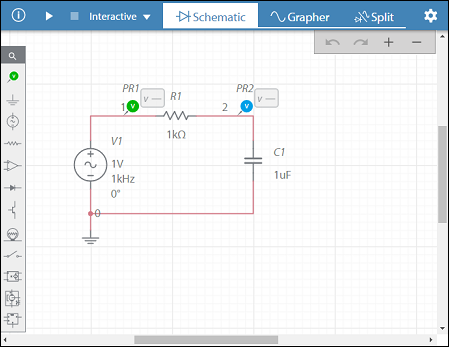 Interactive Schematic Grapher Split
PR1 PR2
V V
1 R1 2
1kΩ
V1 C1
1V
1kHz 1uF
0°
0